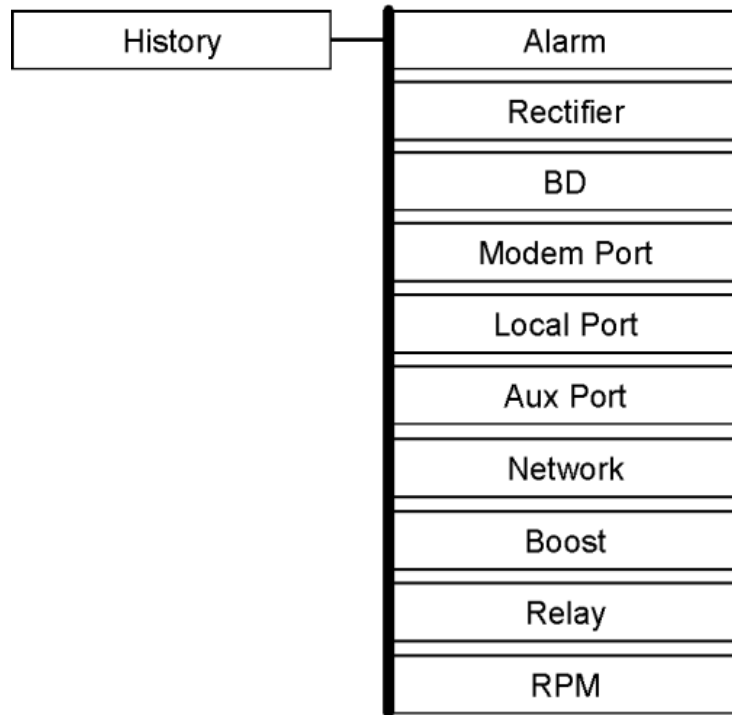 History
Alarm
Rectifier
BD
Modem Port
Local Port
Aux Port
Network
Boost
Relay
RPM